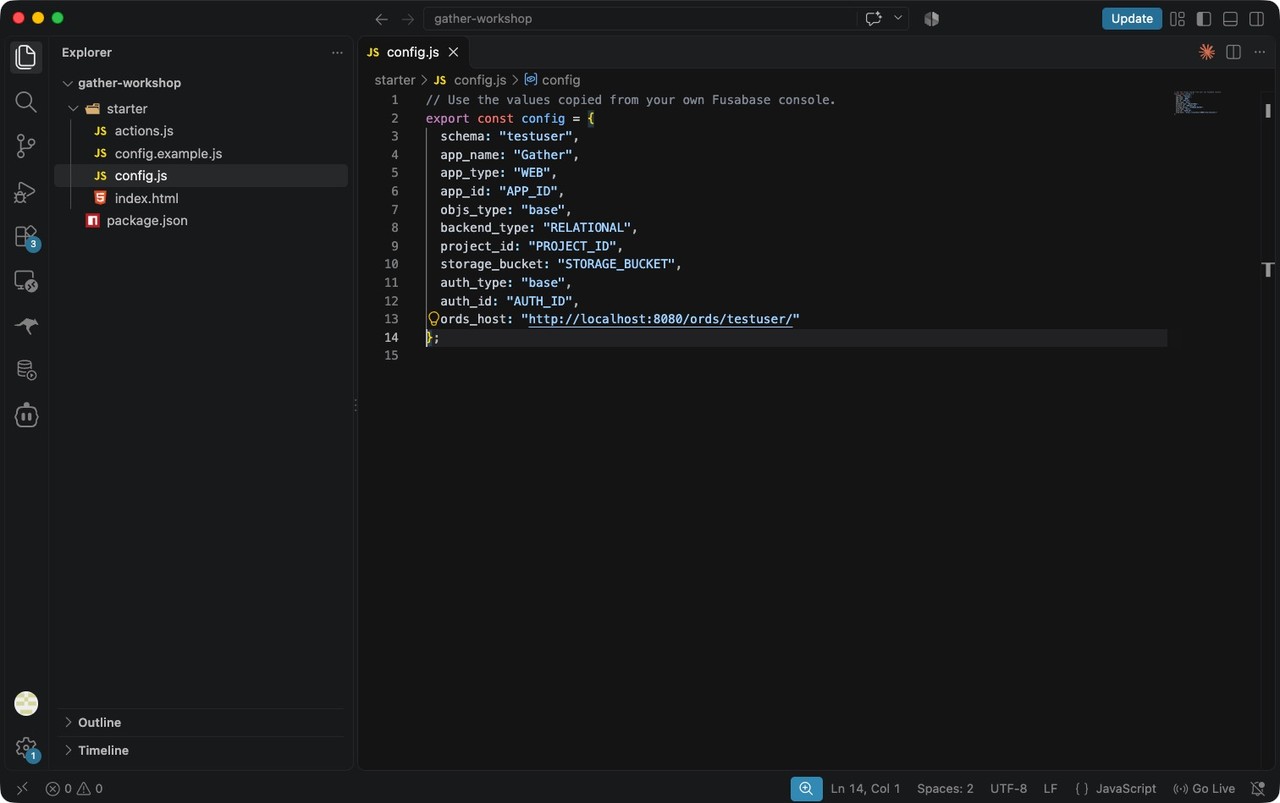 gather-workshop
Update
Explorer
gather-workshop
starter
JS actions.js
JS config.example.js
JS config.js
index.html
package.json
3
Outline
Timeline
1
JS config.js
starter > JS config.js > config
1 // Use the values copied from your own Fusabase console.
2 export const config = {
3 schema: "testuser",
4 app_name: "Gather",
5 app_type: "WEB",
6 app_id: "APP_ID",
7 objs_type: "base",
8 backend_type: "RELATIONAL",
9 project_id: "PROJECT_ID",
10 storage_bucket: "STORAGE_BUCKET",
11 auth_type: "base",
12 auth_id: "AUTH_ID",
13 ords_host: "http://localhost:8080/ords/testuser/"
14 };
15
T
0 0 Ln 14, Col 1 Spaces: 2 UTF-8 LF { } JavaScript Go Live